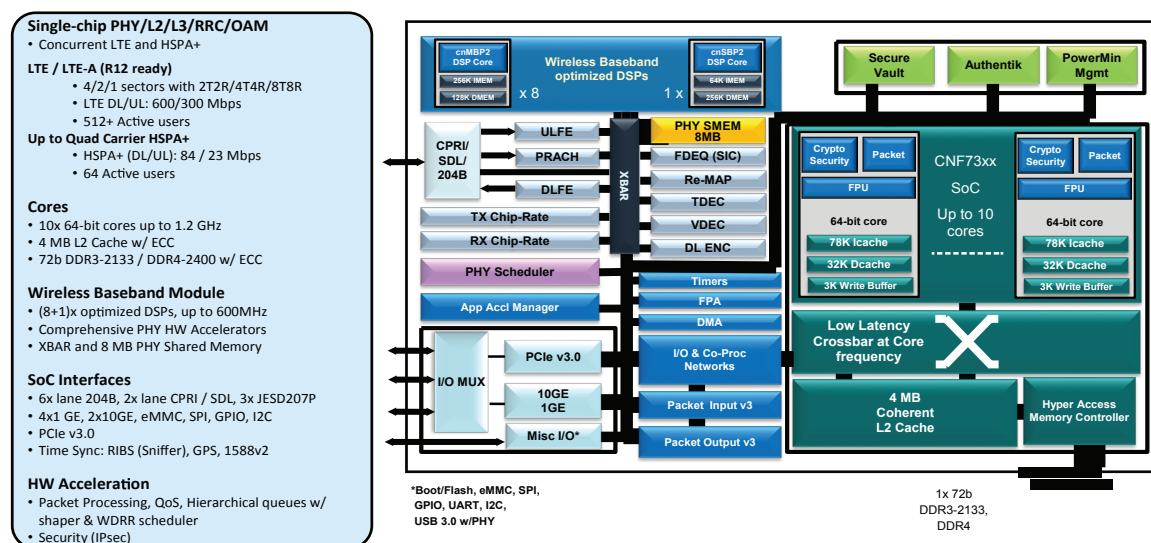 Single-chip PHY/L2/L3/RRC/OAM
• Concurrent LTE and HSPA+
LTE / LTE-A (R12 ready)
• 4/2/1 sectors with 2T2R/4T4R/8T8R
• LTE DL/UL: 600/300 Mbps
• 512+ Active users
Up to Quad Carrier HSPA+
• HSPA+ (DL/UL): 84 / 23 Mbps
• 64 Active users
Cores
• 10x 64-bit cores up to 1.2 GHz
• 4 MB L2 Cache w/ ECC
• 72b DDR3-2133 / DDR4-2400 w/ ECC
Wireless Baseband Module
• (8+1)x optimized DSPs, up to 600MHz
• Comprehensive PHY HW Accelerators
• XBAR and 8 MB PHY Shared Memory
SoC Interfaces
• 6x lane 204B, 2x lane CPRI / SDL, 3x JESD207P
• 4x1 GE, 2x10GE, eMMC, SPI, GPIO, I2C
• PCIe v3.0
• Time Sync: RIBS (Sniffer), GPS, 1588v2
HW Acceleration
• Packet Processing, QoS, Hierarchical queues w/
shaper & WDRR scheduler
• Security (IPsec)
cnMBP2
DSP Core
256K IMEM
128K DMEM
x 8
Wireless Baseband
optimized DSPs
1 x
cnSBP2
DSP Core
64K IMEM
256K DMEM
Secure
Vault
Authentik
PowerMin
Mgmt
CPRI/
SDL/
204B
ULFE
PRACH
DLFE
TX Chip-Rate
RX Chip-Rate
PHY Scheduler
App Accl Manager
XBAR
PHY SMEM
8MB
FDEQ (SIC)
Re-MAP
TDEC
VDEC
DL ENC
Timers
FPA
DMA
I/O & Co-Proc
Networks
Packet Input v3
Packet Output v3
I/O MUX
PCIe v3.0
10GE
1GE
Misc I/O*
Crypto
Security
Packet
FPU
64-bit core
78K Icache
32K Dcache
3K Write Buffer
CNF73xx
SoC
Up to 10
cores
Crypto
Security
Packet
FPU
64-bit core
78K Icache
32K Dcache
3K Write Buffer
Low Latency
Crossbar at Core
frequency
4 MB
Coherent
L2 Cache
Hyper Access
Memory Controller
*Boot/Flash, eMMC, SPI,
GPIO, UART, I2C,
USB 3.0 w/PHY
1x 72b
DDR3-2133,
DDR4